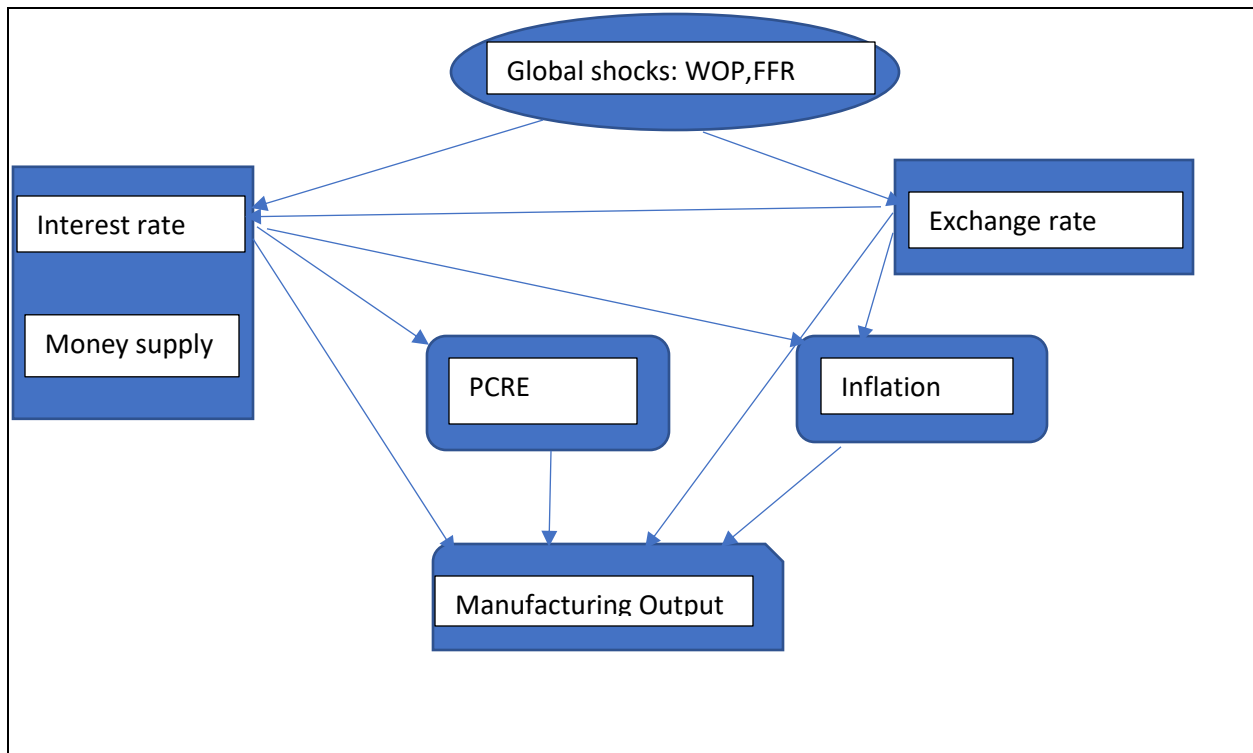 Global shocks: WOP,FFR
Interest rate
Exchange rate
Money supply
PCRE
Inflation
Manufacturing Output